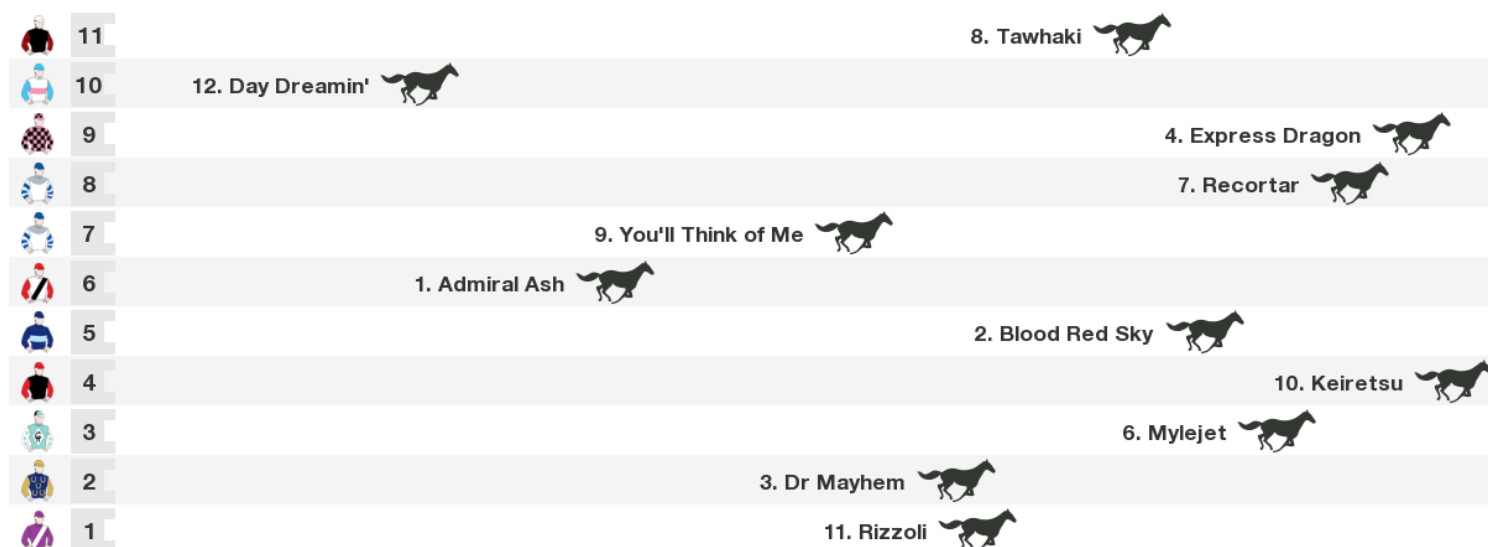 11 8. Tawhaki
10 12. Day Dreamin'
9 4. Express Dragon
8 7. Recortar
7 9. You'll Think of Me
6 1. Admiral Ash
5 2. Blood Red Sky
4 10. Keiretsu
3 6. Mylejet
2 3. Dr Mayhem
1 11. Rizzoli